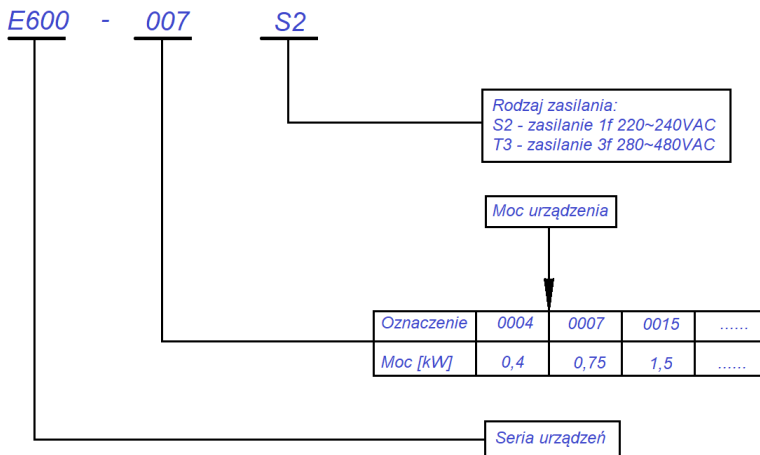 E600 - 007 S2
Rodzaj zasilania:
S2 - zasilanie 1f 220~240VAC
T3 - zasilanie 3f 280~480VAC
Moc urządzenia
Oznaczenie 0004 0007 0015 ......
Moc [kW] 0,4 0,75 1,5 ......
Seria urządzeń